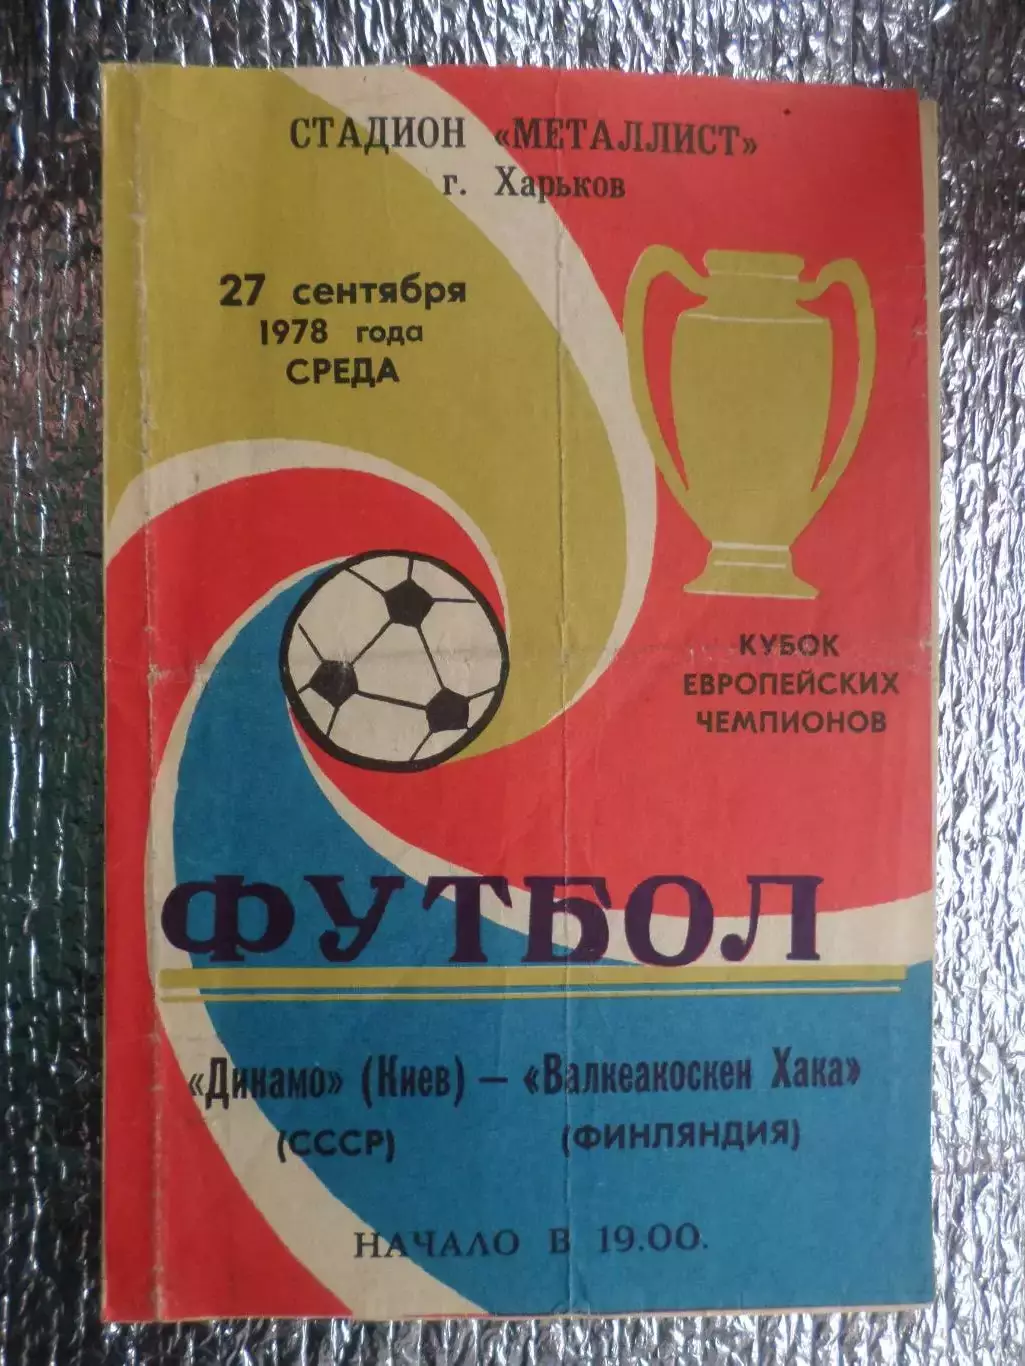 СТАДИОН «МЕТАЛЛИСТ»
г. Харьков
27 сентября
1978 года
СРЕДА
КУБОК
ЕВРОПЕЙСКИХ
ЧЕМПИОНОВ
ФУТБОЛ
«Динамо» (Киев) — «Валкеакоскен Хака»
(СССР) (ФИНЛЯНДИЯ)
НАЧАЛО В 19.00.